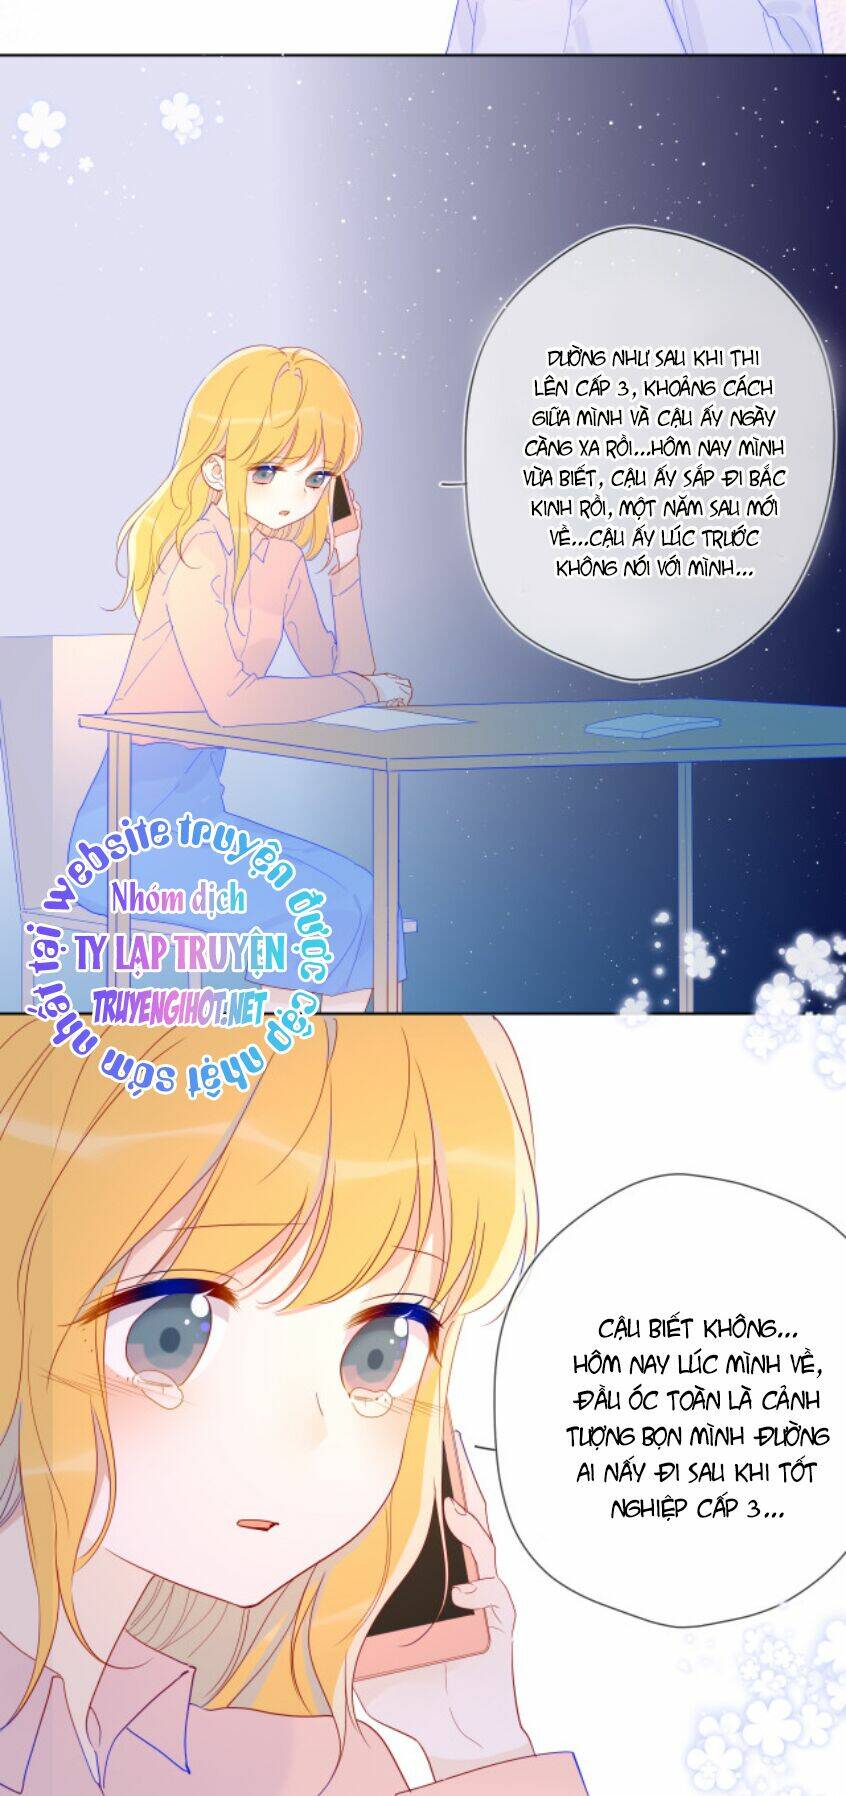 DƯỜNG NHƯ SAU KHI THI
LÊN CẤP 3, KHOẢNG CÁCH
GIỮA MÌNH VÀ CẬU ẤY NGÀY
CÀNG XA RỒI...HÔM NAY MÌNH
VỪA BIẾT, CẬU ẤY SẮP ĐI BẮC
KINH RỒI, MỘT NĂM SAU MỚI
VỀ...CẬU ẤY LÚC TRƯỚC
KHÔNG NÓI VỚI MÌNH...
website truyện được cập nhật sớm nhất tại
Nhóm dịch
TY LẠP TRUYỆN
TRUYENGIHOT.NET
CẬU BIẾT KHÔNG...
HÔM NAY LÚC MÌNH VỀ,
ĐẦU ÓC TOÀN LÀ CẢNH
TƯỢNG BỌN MÌNH ĐƯỜNG
AI NẤY ĐI SAU KHI TỐT
NGHIỆP CẤP 3...